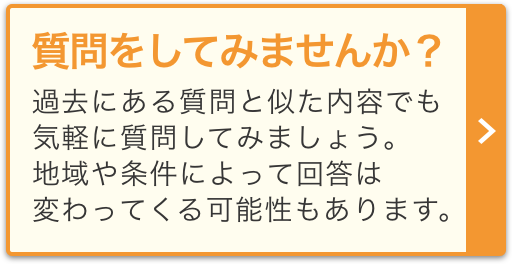 質問をしてみませんか？
過去にある質問と似た内容でも
気軽に質問してみましょう。
地域や条件によって回答は
変わってくる可能性もあります。